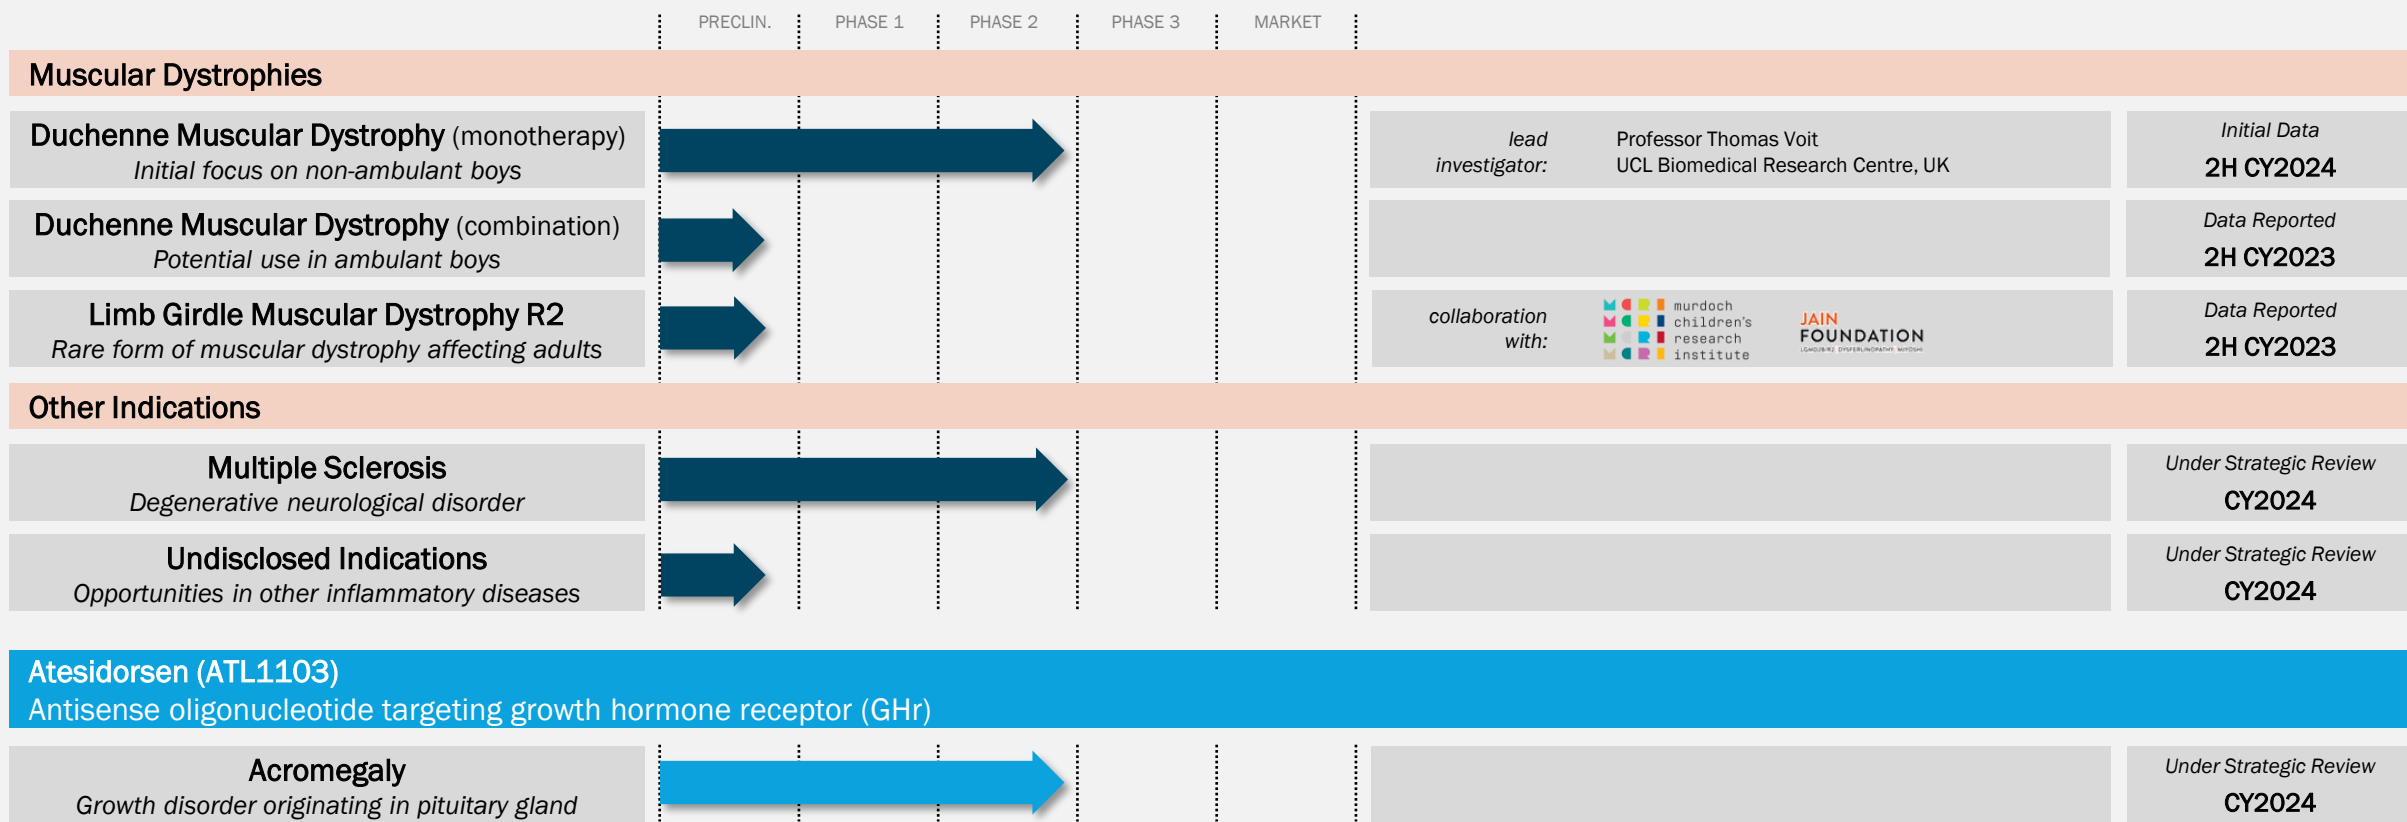 PRECLIN. PHASE 1 PHASE 2 PHASE 3 MARKET
Muscular Dystrophies
Duchenne Muscular Dystrophy (monotherapy)
Initial focus on non-ambulant boys
lead
investigator:
Professor Thomas Voit
UCL Biomedical Research Centre, UK
Initial Data
2H CY2024
Duchenne Muscular Dystrophy (combination)
Potential use in ambulant boys
Data Reported
2H CY2023
Limb Girdle Muscular Dystrophy R2
Rare form of muscular dystrophy affecting adults
collaboration
with:
murdoch
children's
research
institute
JAIN
FOUNDATION
LGMD2B/R2 DYSFERLINOPATHY MIYOSHI
Data Reported
2H CY2023
Other Indications
Multiple Sclerosis
Degenerative neurological disorder
Under Strategic Review
CY2024
Undisclosed Indications
Opportunities in other inflammatory diseases
Under Strategic Review
CY2024
Atesidorsen (ATL1103)
Antisense oligonucleotide targeting growth hormone receptor (GHr)
Acromegaly
Growth disorder originating in pituitary gland
Under Strategic Review
CY2024